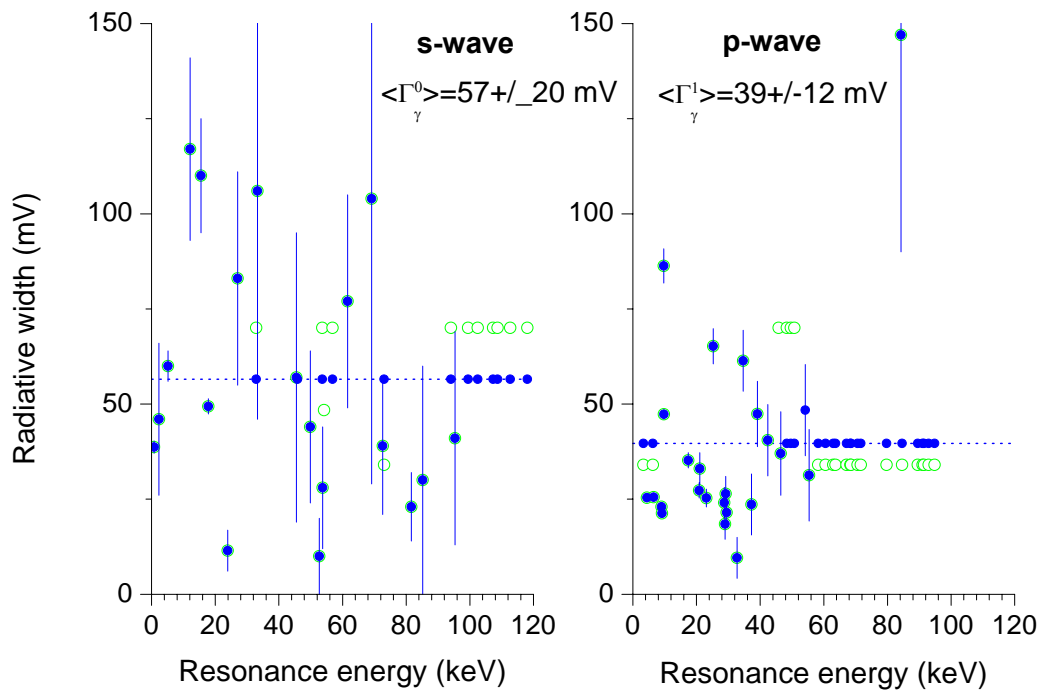 s-wave
<Γ⁰γ>=57+/_20 mV
p-wave
<Γ¹γ>=39+/-12 mV
Radiative width (mV)
150
100
50
0
0 20 40 60 80 100 120
Resonance energy (keV)
150
100
50
0
0 20 40 60 80 100 120
Resonance energy (keV)